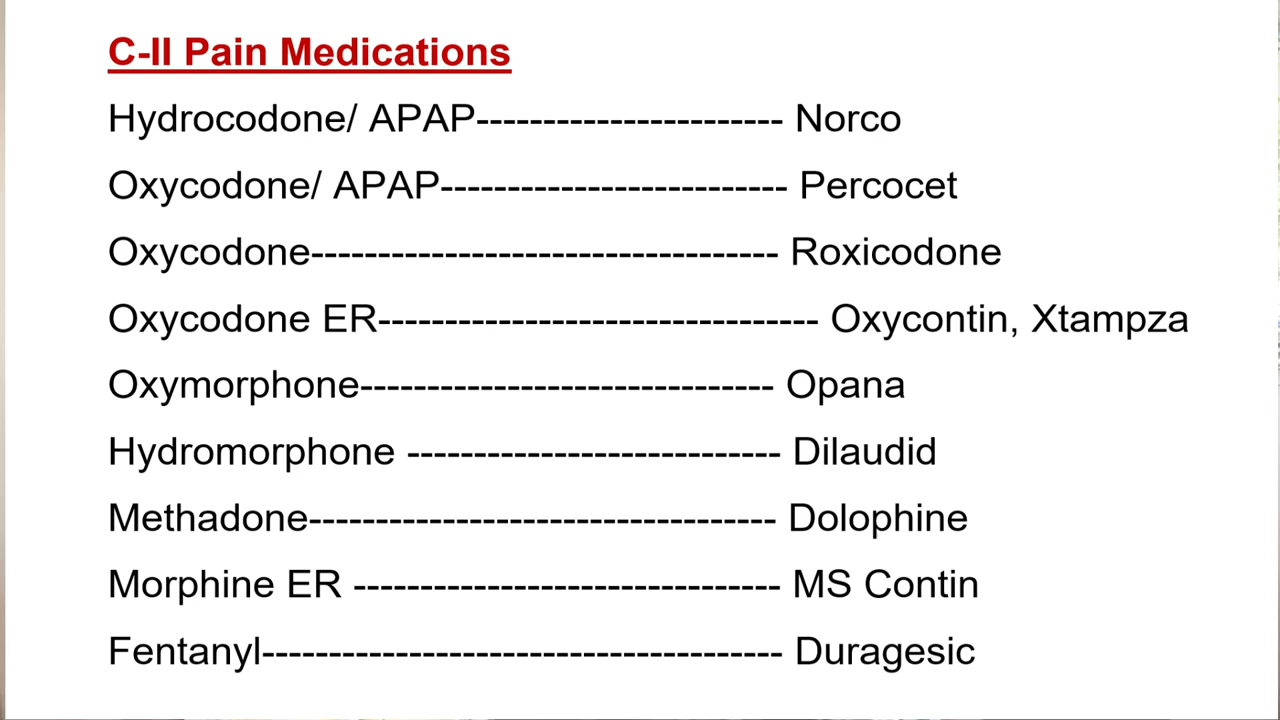 C-II Pain Medications
Hydrocodone/ APAP----------------------- Norco
Oxycodone/ APAP-------------------------- Percocet
Oxycodone----------------------------------- Roxicodone
Oxycodone ER--------------------------------- Oxycontin, Xtampza
Oxymorphone------------------------------- Opana
Hydromorphone ---------------------------- Dilaudid
Methadone----------------------------------- Dolophine
Morphine ER -------------------------------- MS Contin
Fentanyl--------------------------------------- Duragesic